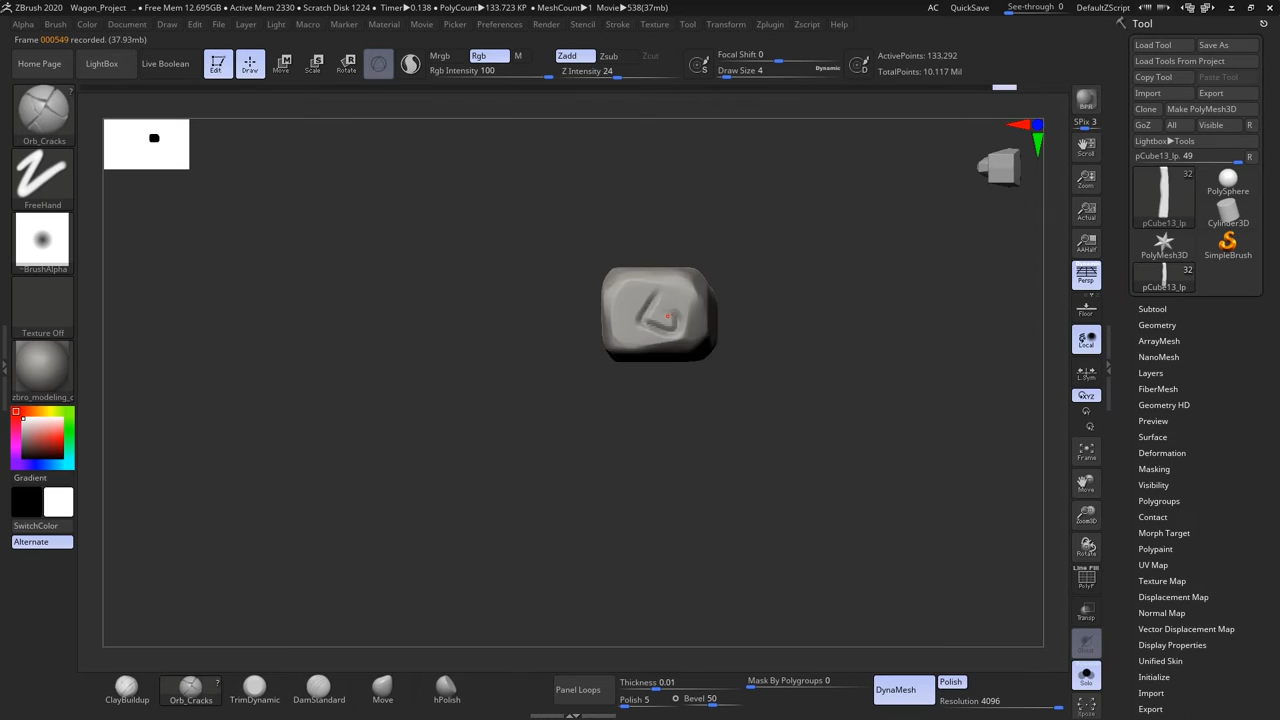 ZBrush 2020 Wagon_Project .. ● Free Mem 12.695GB ● Active Mem 2330 ● Scratch Disk 1224 ● Timer▶0.138 ● PolyCount▶133.723 KP ● MeshCount▶1 Movie▶538(37mb) AC QuickSave See-through 0 DefaultZScript
Alpha Brush Color Document Draw Edit File Layer Light Macro Marker Material Movie Picker Preferences Render Stencil Stroke Texture Tool Transform Zplugin Zscript Help
Frame 000549 recorded. (37.93mb)
Home Page LightBox Live Boolean
Edit Draw Move Scale Rotate
Mrgb Rgb M
Rgb Intensity 100
Zadd Zsub Zcut
Z Intensity 24
Focal Shift 0
Draw Size 4 Dynamic
S
D
ActivePoints: 133.292
TotalPoints: 10.117 Mil
Orb_Cracks
FreeHand
~BrushAlpha
Texture Off
zbro_modeling_c
Gradient
SwitchColor
Alternate
BPR
SPix 3
Scroll
Zoom
Actual
AAHalf
Dynamic
Persp
Floor
Local
L.Sym
XYZ
Frame
Move
Zoom3D
Rotate
Line Fill
PolyF
Transp
Ghost
Solo
Xpose
Tool
Load Tool Save As
Load Tools From Project
Copy Tool Paste Tool
Import Export
Clone Make PolyMesh3D
GoZ All Visible R
Lightbox▶Tools
pCube13_lp. 49 R
32
pCube13_lp
PolySphere
Cylinder3D
PolyMesh3D
SimpleBrush
32
pCube13_lp
Subtool
Geometry
ArrayMesh
NanoMesh
Layers
FiberMesh
Geometry HD
Preview
Surface
Deformation
Masking
Visibility
Polygroups
Contact
Morph Target
Polypaint
UV Map
Texture Map
Displacement Map
Normal Map
Vector Displacement Map
Display Properties
Unified Skin
Initialize
Import
Export
Claybuildup Orb_Cracks TrimDynamic DamStandard Move hPolish
Panel Loops
Thickness 0.01
Polish 5 Bevel 50
Mask By Polygroups 0
DynaMesh
Polish
Resolution 4096